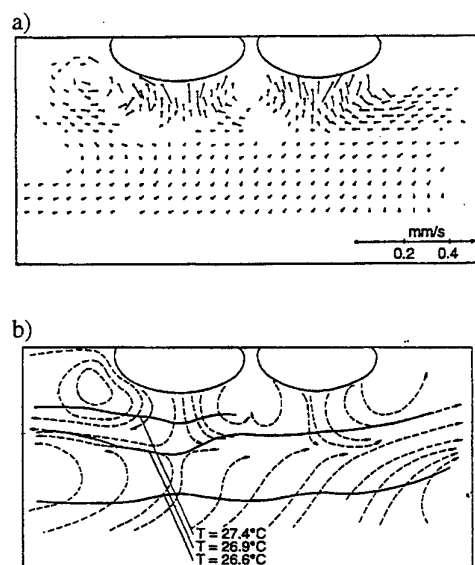 a)
mm/s
0.2 0.4
b)
T = 27.4°C
T = 26.9°C
T = 26.6°C